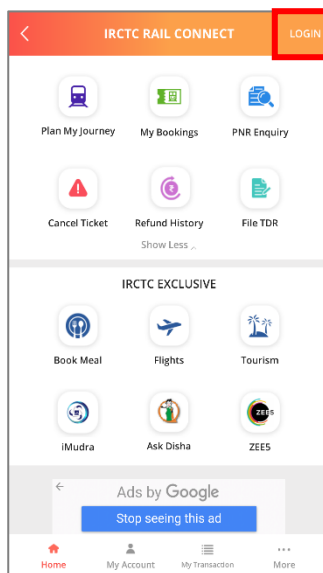 IRCTC RAIL CONNECT LOGIN
Plan My Journey My Bookings PNR Enquiry
Cancel Ticket Refund History File TDR
Show Less
IRCTC EXCLUSIVE
Book Meal Flights Tourism
ZEE5
iMudra Ask Disha ZEE5
Ads by Google
Stop seeing this ad
Home My Account My Transaction More